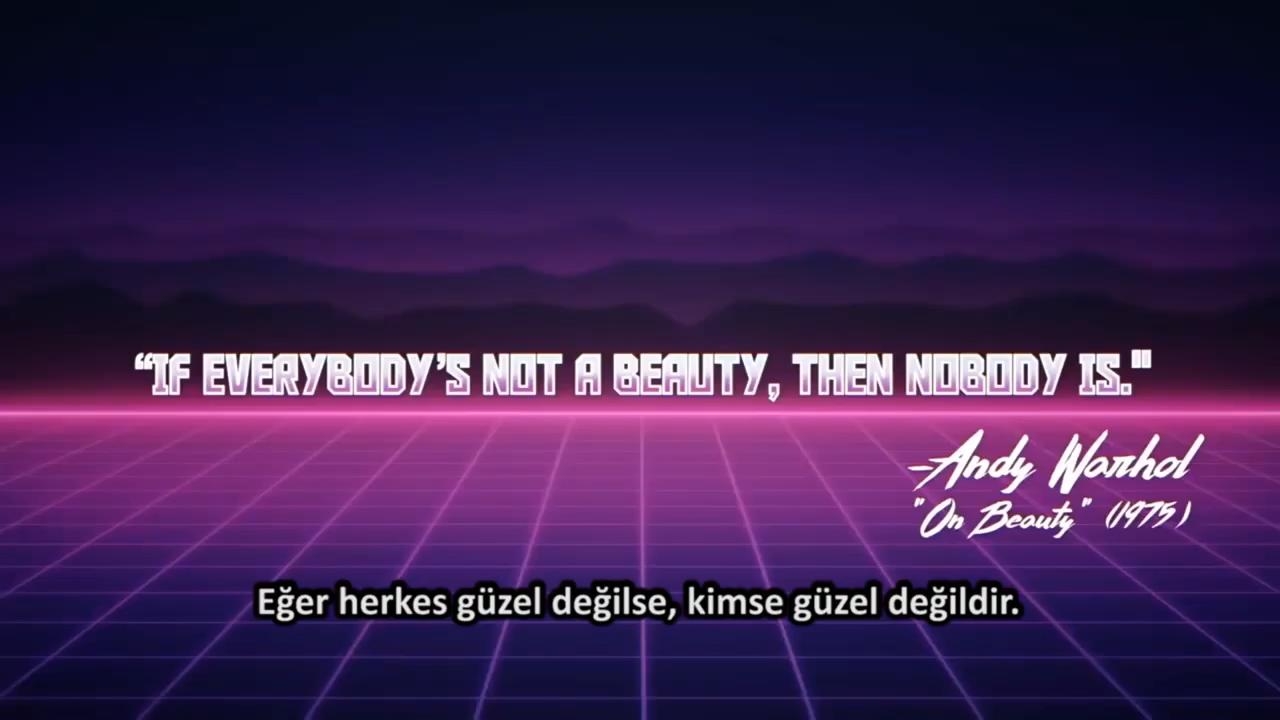 “IF EVERYBODY’S NOT A BEAUTY, THEN NOBODY IS."
-Andy Warhol
"On Beauty" (1975)
Eğer herkes güzel değilse, kimse güzel değildir.